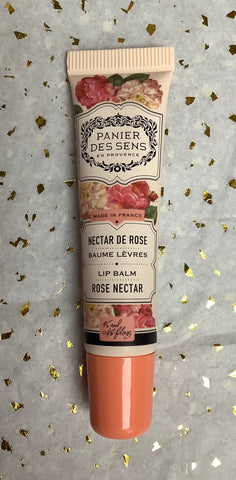 PANIER
DES SENS
EN PROVENCE
MADE IN FRANCE
NECTAR DE ROSE
BAUME LÈVRES
LIP BALM
ROSE NECTAR